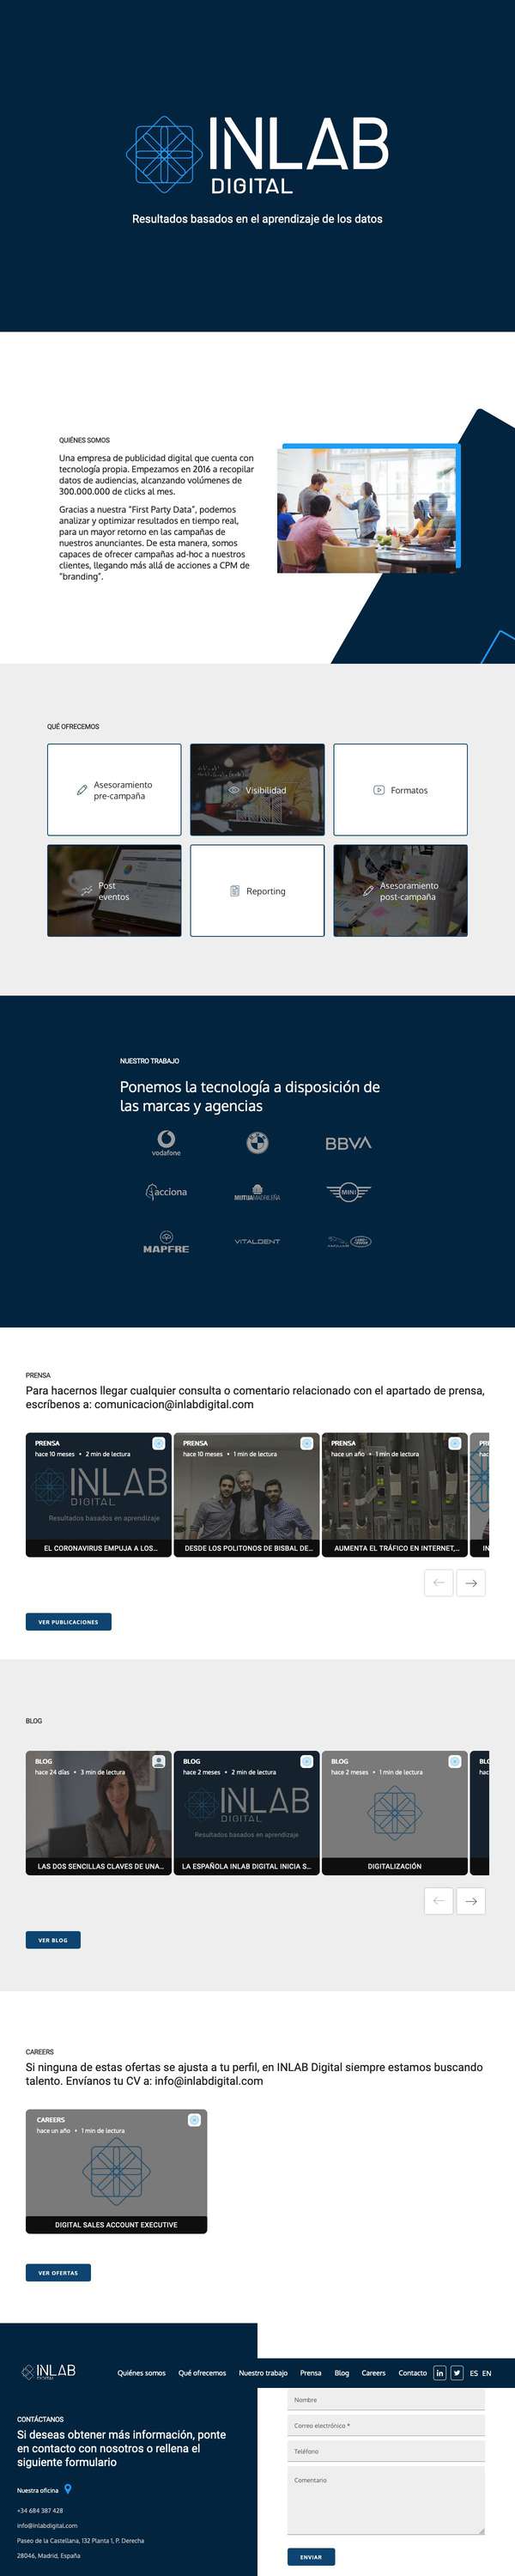 INLAB
DIGITAL
Resultados basados en el aprendizaje de los datos
QUIÉNES SOMOS
Una empresa de publicidad digital que cuenta con
tecnología propia. Empezamos en 2016 a recopilar
datos de audiencias, alcanzando volúmenes de
300.000.000 de clicks al mes.
Gracias a nuestra "First Party Data", podemos
analizar y optimizar resultados en tiempo real,
para un mayor retorno en las campañas de
nuestros anunciantes. De esta manera, somos
capaces de ofrecer campañas ad-hoc a nuestros
clientes, llegando más allá de acciones a CPM de
"branding".
QUÉ OFRECEMOS
Asesoramiento
pre-campaña
Visibilidad
Formatos
Post
eventos
Reporting
Asesoramiento
post-campaña
NUESTRO TRABAJO
Ponemos la tecnología a disposición de
las marcas y agencias
vodafone
BBVA
acciona
MUTUAMADRILEÑA
MINI
MAPFRE
VITALDENT
PRENSA
Para hacernos llegar cualquier consulta o comentario relacionado con el apartado de prensa,
escríbenos a: comunicacion@inlabdigital.com
PRENSA
hace 10 meses • 2 min de lectura
INLAB
DIGITAL
Resultados basados en aprendizaje
EL CORONAVIRUS EMPUJA A LOS...
PRENSA
hace 10 meses • 1 min de lectura
DESDE LOS POLITONOS DE BISBAL DE...
PRENSA
hace un año • 1 min de lectura
AUMENTA EL TRÁFICO EN INTERNET,...
PRE
hac
IN
VER PUBLICACIONES
BLOG
BLOG
hace 24 días • 3 min de lectura
LAS DOS SENCILLAS CLAVES DE UNA...
BLOG
hace 2 meses • 2 min de lectura
INLAB
DIGITAL
Resultados basados en aprendizaje
LA ESPAÑOLA INLAB DIGITAL INICIA S...
BLOG
hace 2 meses • 1 min de lectura
DIGITALIZACIÓN
BLO
hac
VER BLOG
CAREERS
Si ninguna de estas ofertas se ajusta a tu perfil, en INLAB Digital siempre estamos buscando
talento. Envíanos tu CV a: info@inlabdigital.com
CAREERS
hace un año • 1 min de lectura
DIGITAL SALES ACCOUNT EXECUTIVE
VER OFERTAS
INLAB
DIGITAL
Quiénes somos Qué ofrecemos Nuestro trabajo Prensa Blog Careers Contacto in ES EN
CONTÁCTANOS
Si deseas obtener más información, ponte
en contacto con nosotros o rellena el
siguiente formulario
Nuestra oficina
+34 684 387 428
info@inlabdigital.com
Paseo de la Castellana, 132 Planta 1, P. Derecha
28046, Madrid, España
Nombre
Correo electrónico *
Teléfono
Comentario
ENVIAR